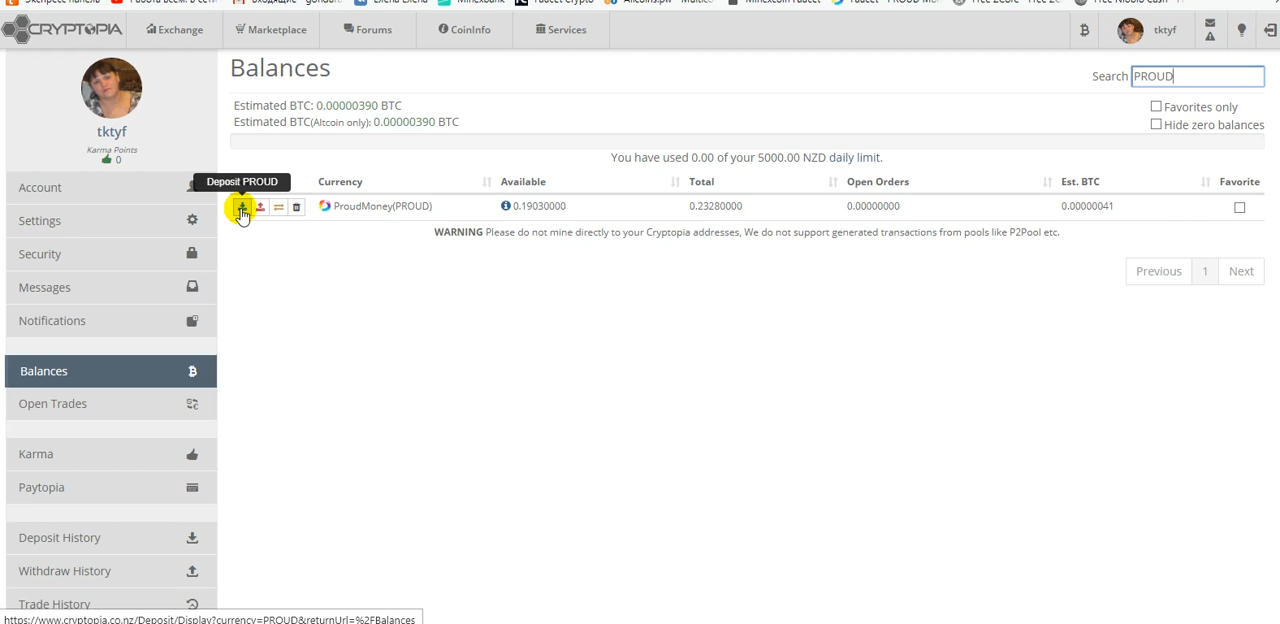 CRYPTOPIA
Exchange
Marketplace
Forums
CoinInfo
Services
tktyf
tktyf
Karma Points
0
Account
Settings
Security
Messages
Notifications
Balances
Open Trades
Karma
Paytopia
Deposit History
Withdraw History
Trade History
Balances
Search PROUD
Estimated BTC: 0.00000390 BTC
Estimated BTC(Altcoin only): 0.00000390 BTC
Favorites only
Hide zero balances
You have used 0.00 of your 5000.00 NZD daily limit.
Deposit PROUD
Currency Available Total Open Orders Est. BTC Favorite
ProudMoney(PROUD) 0.19030000 0.23280000 0.00000000 0.00000041
WARNING Please do not mine directly to your Cryptopia addresses, We do not support generated transactions from pools like P2Pool etc.
Previous 1 Next
https://www.cryptopia.co.nz/Deposit/Display?currency=PROUD&returnUrl=%2FBalances